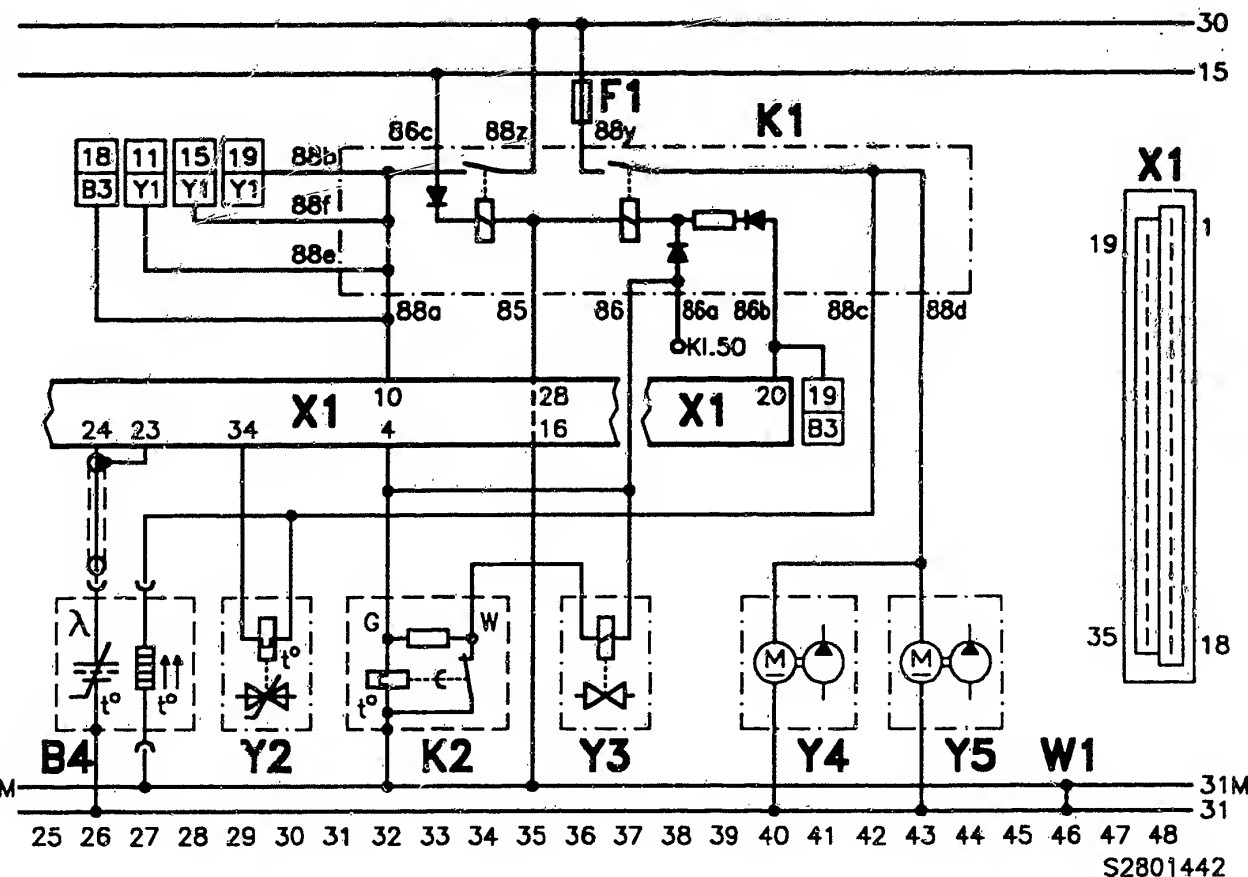 30
15
F1
K1
86c 88z 88y
X1
18 11 15 19
B3 Y1 Y1 Y1
88b
88f
88e
19 1
88a 85 86 86a 86b 88c 88d
Kl.50
X1 10 28 X1 20
19
B3
24 23 34 4 16
35 18
λ
G W
M M
t° t° t° t°
B4 Y2 K2 Y3 Y4 Y5 W1
M 31M
31
25 26 27 28 29 30 31 32 33 34 35 36 37 38 39 40 41 42 43 44 45 46 47 48
S2801442